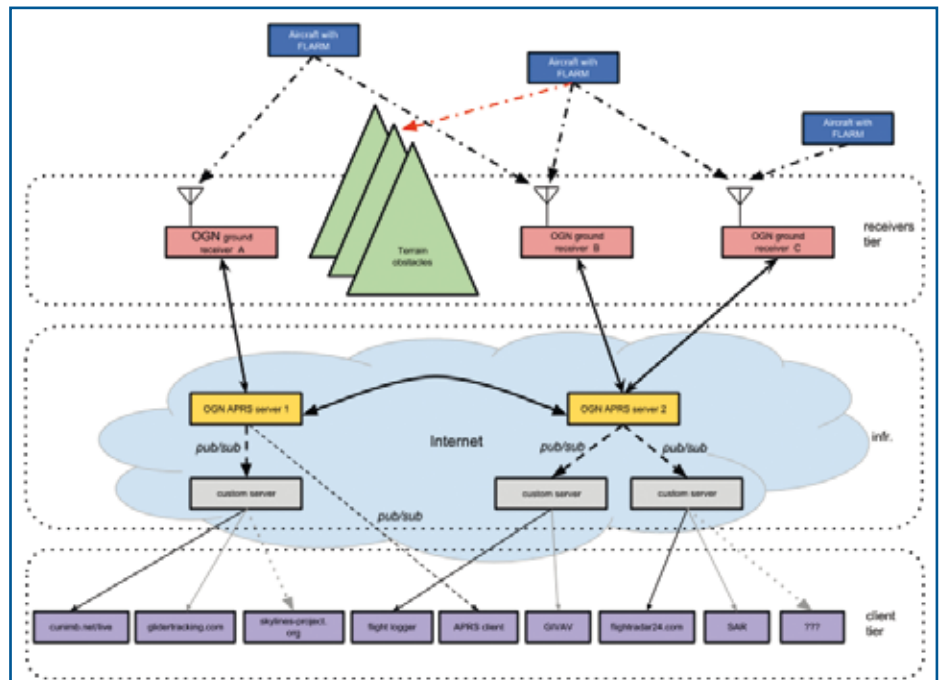 Aircraft with
FLARM
Aircraft with
FLARM
Aircraft with
FLARM
OGN ground
receiver A
Terrain
obstacles
OGN ground
receiver B
OGN ground
receiver C
receivers
tier
OGN APRS server 1
OGN APRS server 2
Internet
infr.
pub/sub
pub/sub
pub/sub
custom server
custom server
custom server
pub/sub
cunimb.net/live
glidertracking.com
skylines-project.
org
flight logger
APRS client
GIVAV
flightradar24.com
SAR
???
client
tier